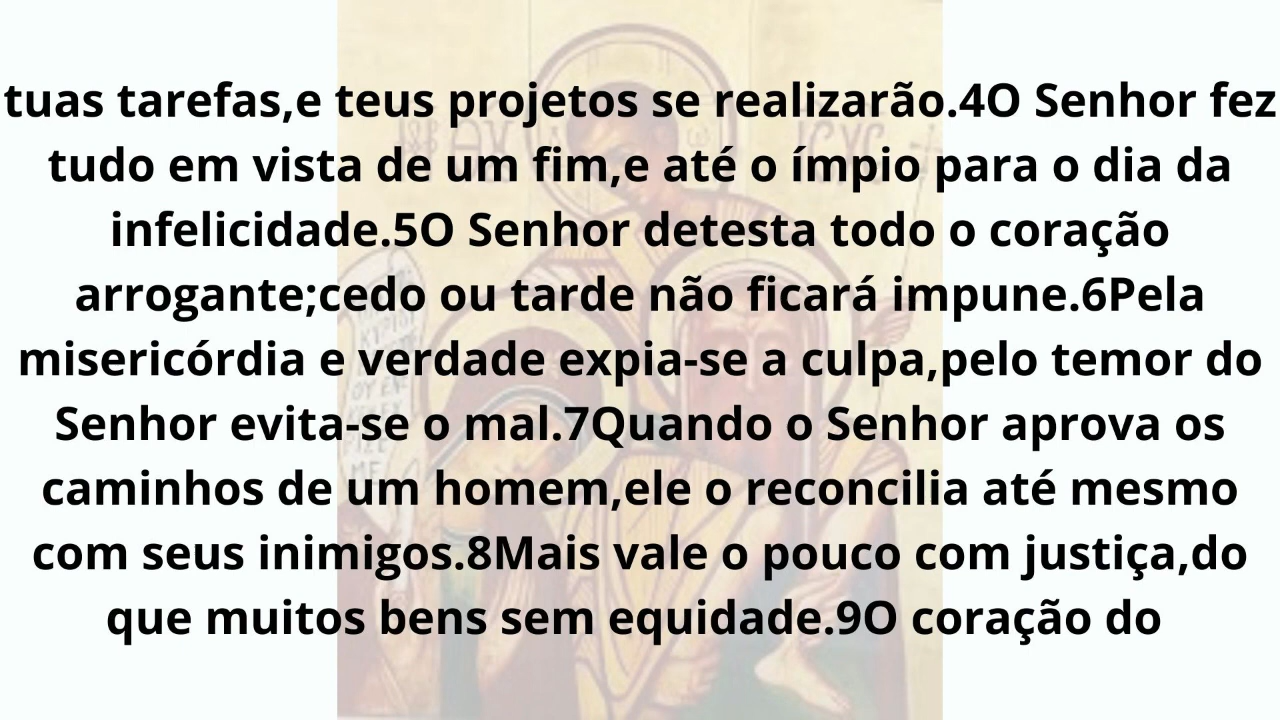 tuas tarefas,e teus projetos se realizarão.4O Senhor fez
tudo em vista de um fim,e até o ímpio para o dia da
infelicidade.5O Senhor detesta todo o coração
arrogante;cedo ou tarde não ficará impune.6Pela
misericórdia e verdade expia-se a culpa,pelo temor do
Senhor evita-se o mal.7Quando o Senhor aprova os
caminhos de um homem,ele o reconcilia até mesmo
com seus inimigos.8Mais vale o pouco com justiça,do
que muitos bens sem equidade.9O coração do